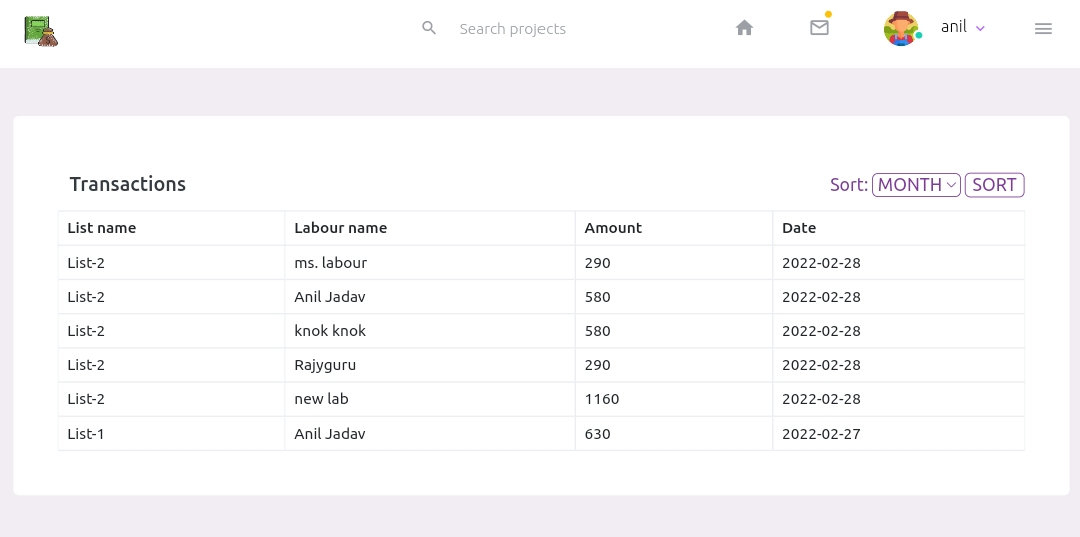 Search projects
anil
Transactions
Sort: MONTH SORT
List name Labour name Amount Date
List-2 ms. labour 290 2022-02-28
List-2 Anil Jadav 580 2022-02-28
List-2 knok knok 580 2022-02-28
List-2 Rajyguru 290 2022-02-28
List-2 new lab 1160 2022-02-28
List-1 Anil Jadav 630 2022-02-27